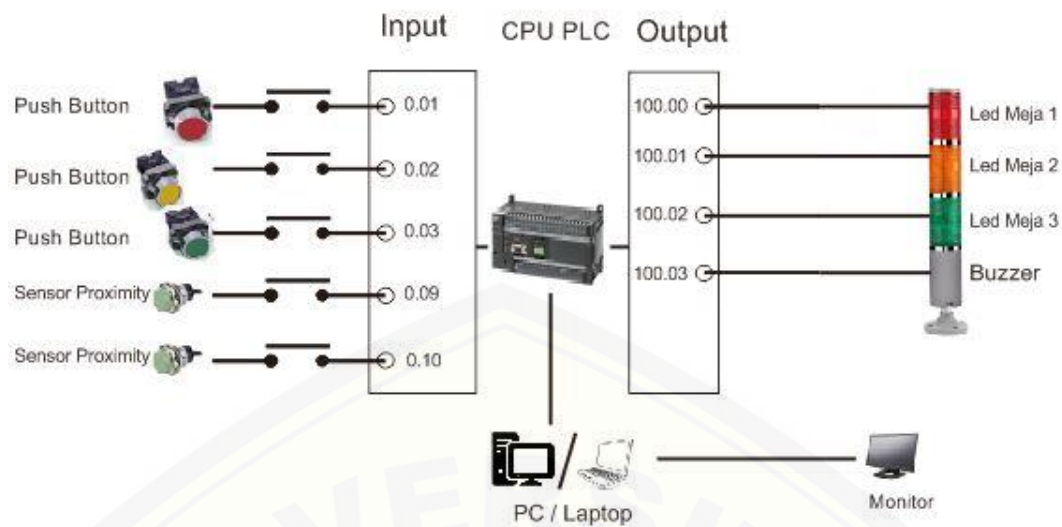 Input
CPU PLC
Output
Push Button
0.01
100.00
Led Meja 1
Push Button
0.02
100.01
Led Meja 2
Push Button
0.03
100.02
Led Meja 3
Sensor Proximity
0.09
100.03
Buzzer
Sensor Proximity
0.10
PC / Laptop
Monitor